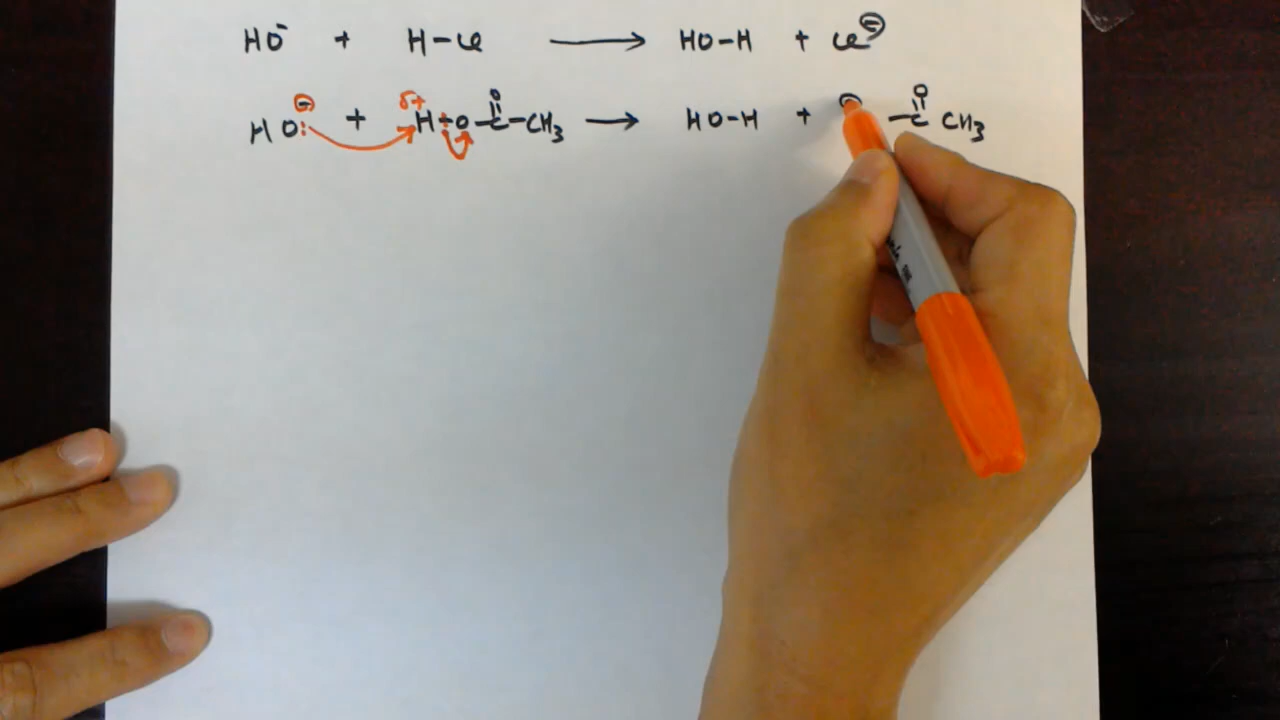 HO⁻ + H-Cl → HO-H + Cl⊖
O O
HO:⊖ + δ+ H:O-C-CH₃ → HO-H + ⊖ -C CH₃